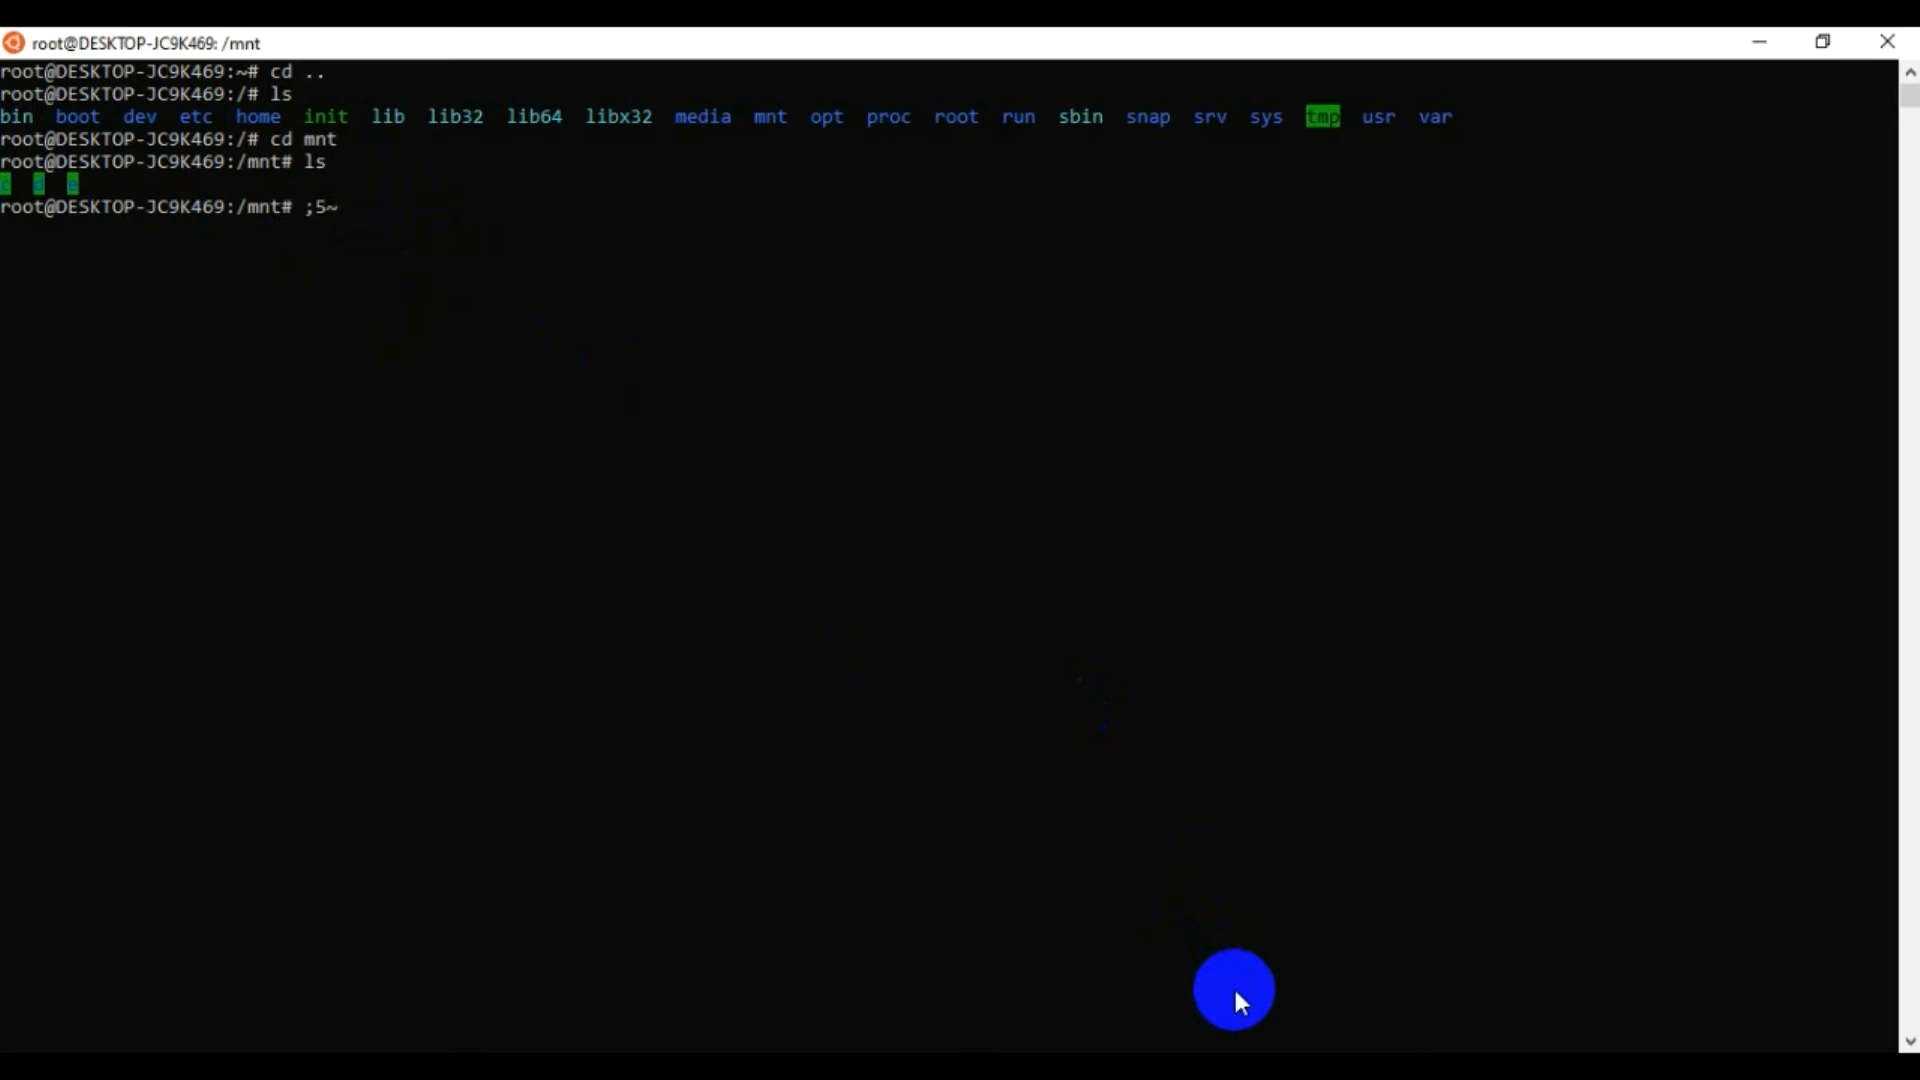 root@DESKTOP-JC9K469: /mnt
root@DESKTOP-JC9K469:~# cd ..
root@DESKTOP-JC9K469:/# ls
bin boot dev etc home init lib lib32 lib64 libx32 media mnt opt proc root run sbin snap srv sys tmp usr var
root@DESKTOP-JC9K469:/# cd mnt
root@DESKTOP-JC9K469:/mnt# ls
c d e
root@DESKTOP-JC9K469:/mnt# ;5~